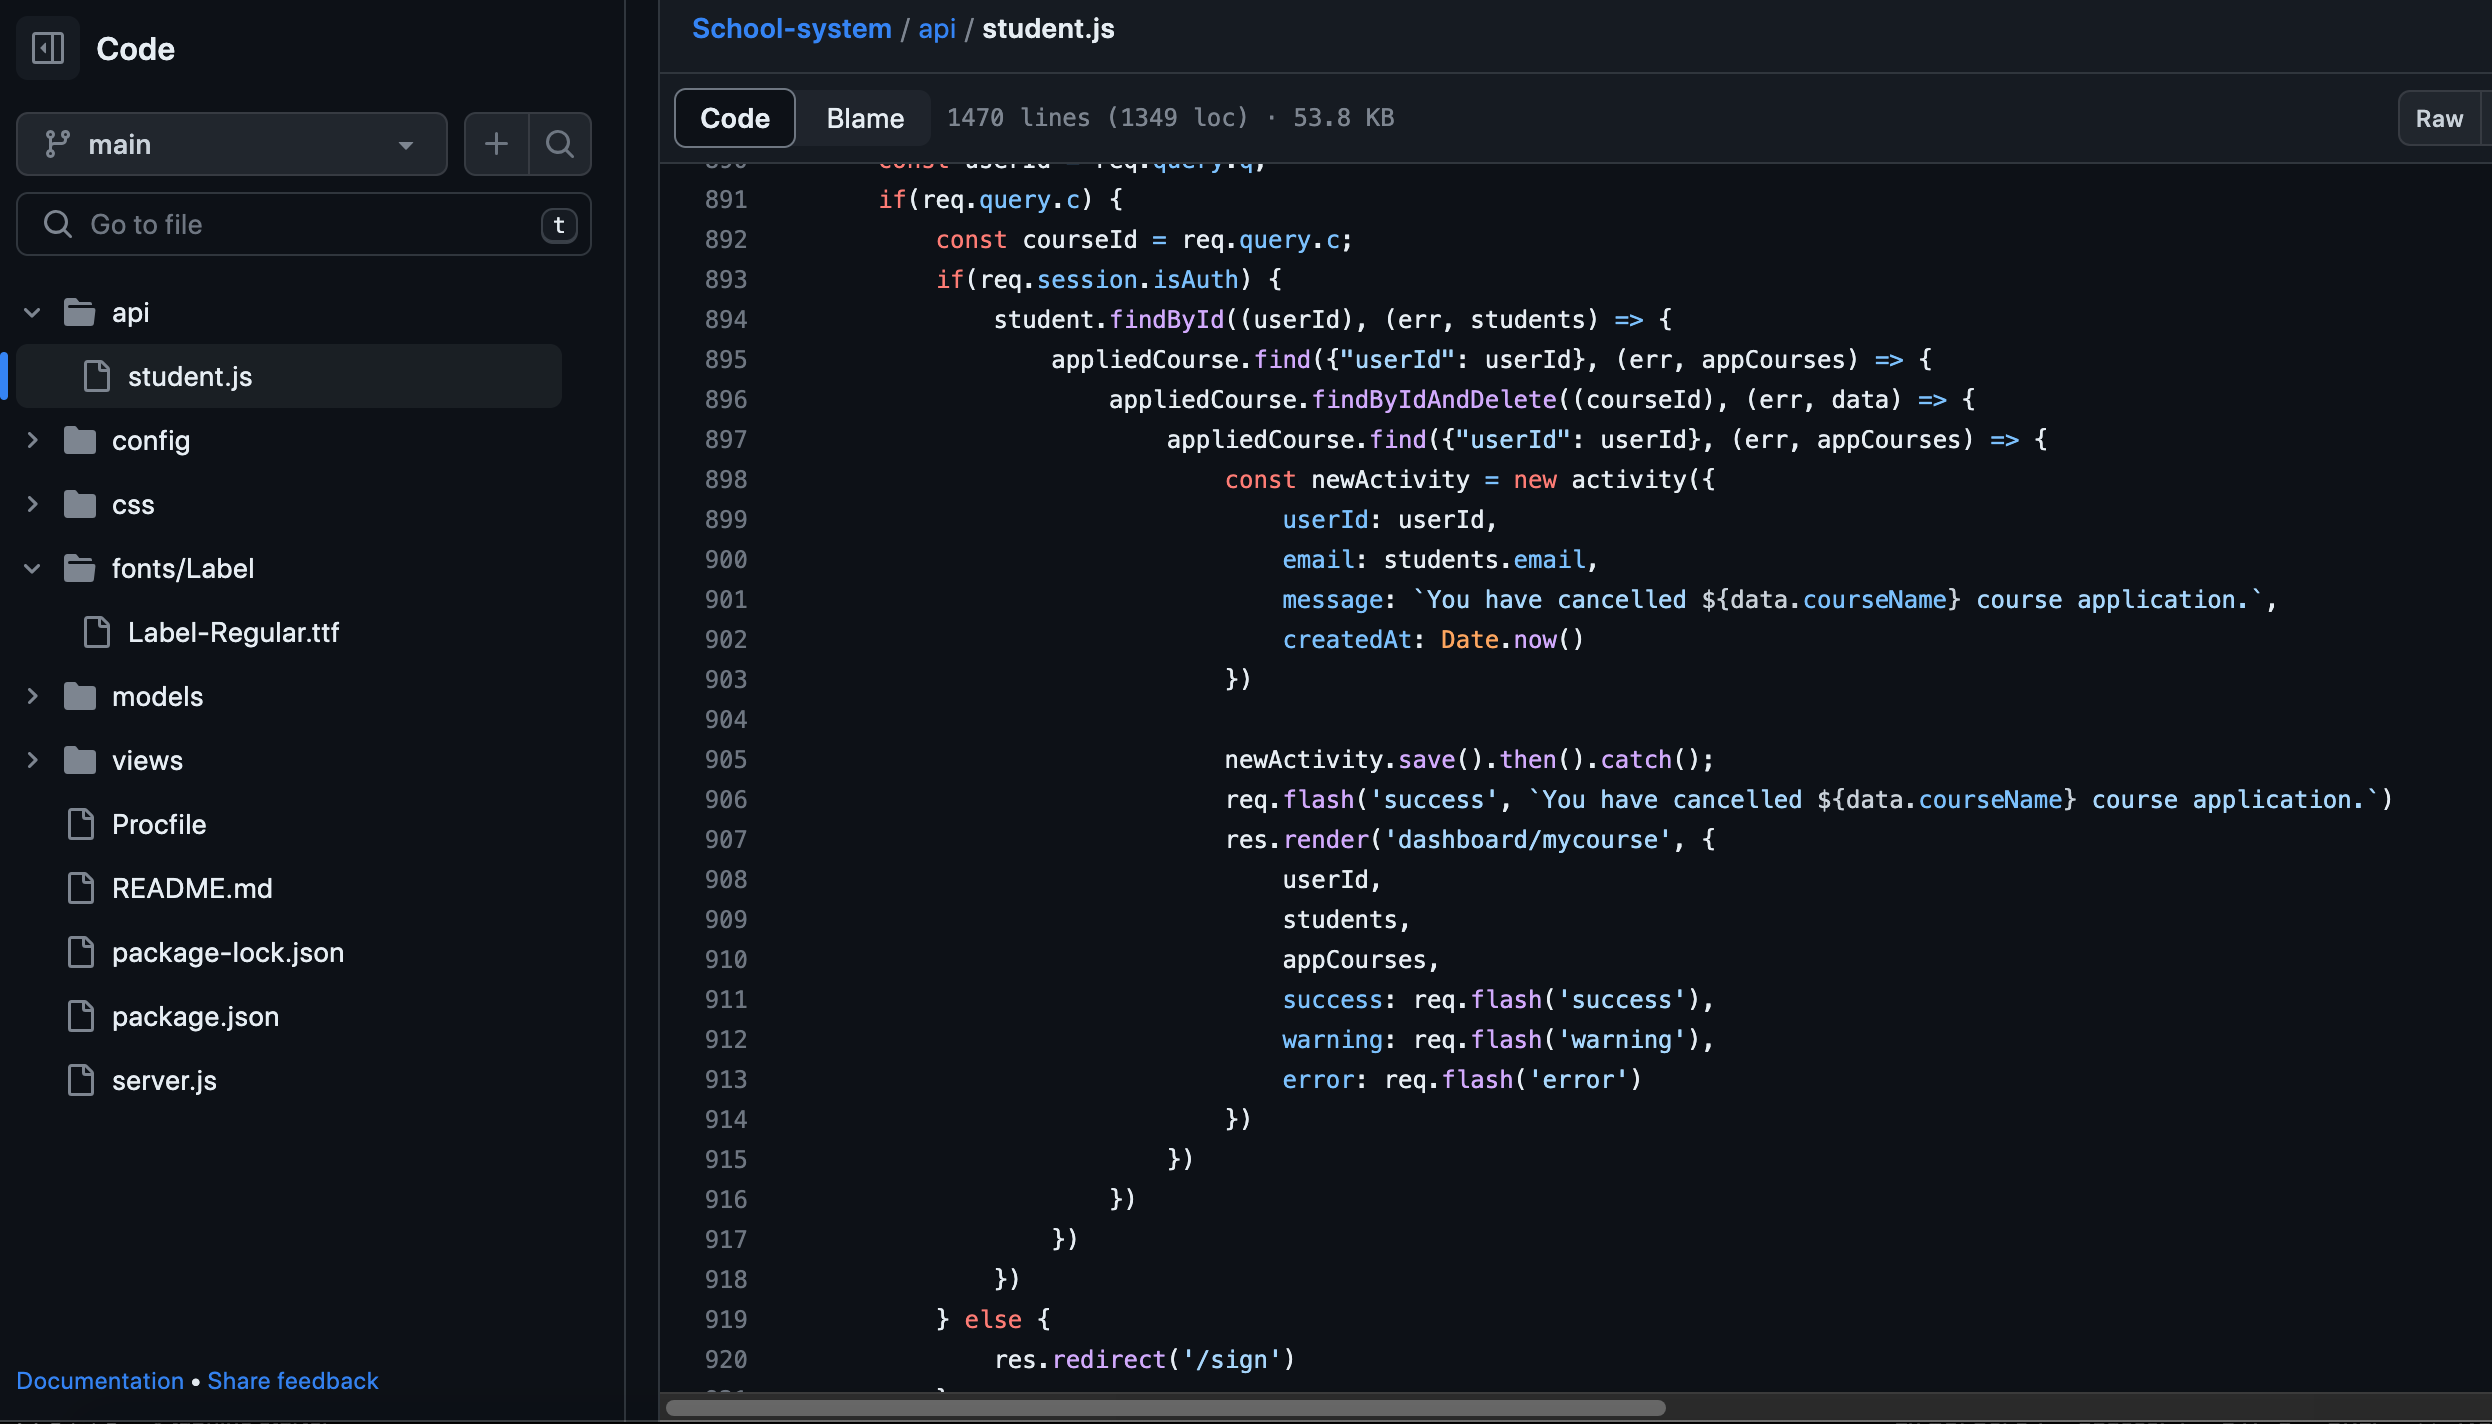 Code
main
Go to file
t
api
student.js
config
css
fonts/Label
Label-Regular.ttf
models
views
Procfile
README.md
package-lock.json
package.json
server.js
Documentation • Share feedback
School-system / api / student.js
Code Blame 1470 lines (1349 loc) · 53.8 KB Raw
890 const userId = req.query.q;
891 if(req.query.c) {
892 const courseId = req.query.c;
893 if(req.session.isAuth) {
894 student.findById((userId), (err, students) => {
895 appliedCourse.find({"userId": userId}, (err, appCourses) => {
896 appliedCourse.findByIdAndDelete((courseId), (err, data) => {
897 appliedCourse.find({"userId": userId}, (err, appCourses) => {
898 const newActivity = new activity({
899 userId: userId,
900 email: students.email,
901 message: `You have cancelled ${data.courseName} course application.`,
902 createdAt: Date.now()
903 })
904
905 newActivity.save().then().catch();
906 req.flash('success', `You have cancelled ${data.courseName} course application.`)
907 res.render('dashboard/mycourse', {
908 userId,
909 students,
910 appCourses,
911 success: req.flash('success'),
912 warning: req.flash('warning'),
913 error: req.flash('error')
914 })
915 })
916 })
917 })
918 })
919 } else {
920 res.redirect('/sign')